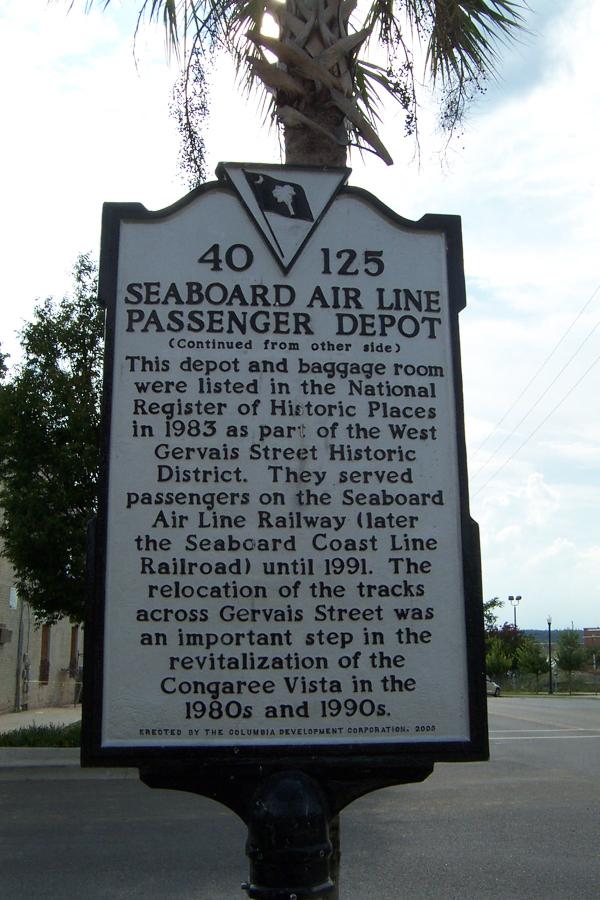 40 125
SEABOARD AIR LINE
PASSENGER DEPOT
(Continued from other side)
This depot and baggage room
were listed in the National
Register of Historic Places
in 1983 as part of the West
Gervais Street Historic
District. They served
passengers on the Seaboard
Air Line Railway (later
the Seaboard Coast Line
Railroad) until 1991. The
relocation of the tracks
across Gervais Street was
an important step in the
revitalization of the
Congaree Vista in the
1980s and 1990s.
ERECTED BY THE COLUMBIA DEVELOPMENT CORPORATION, 2005